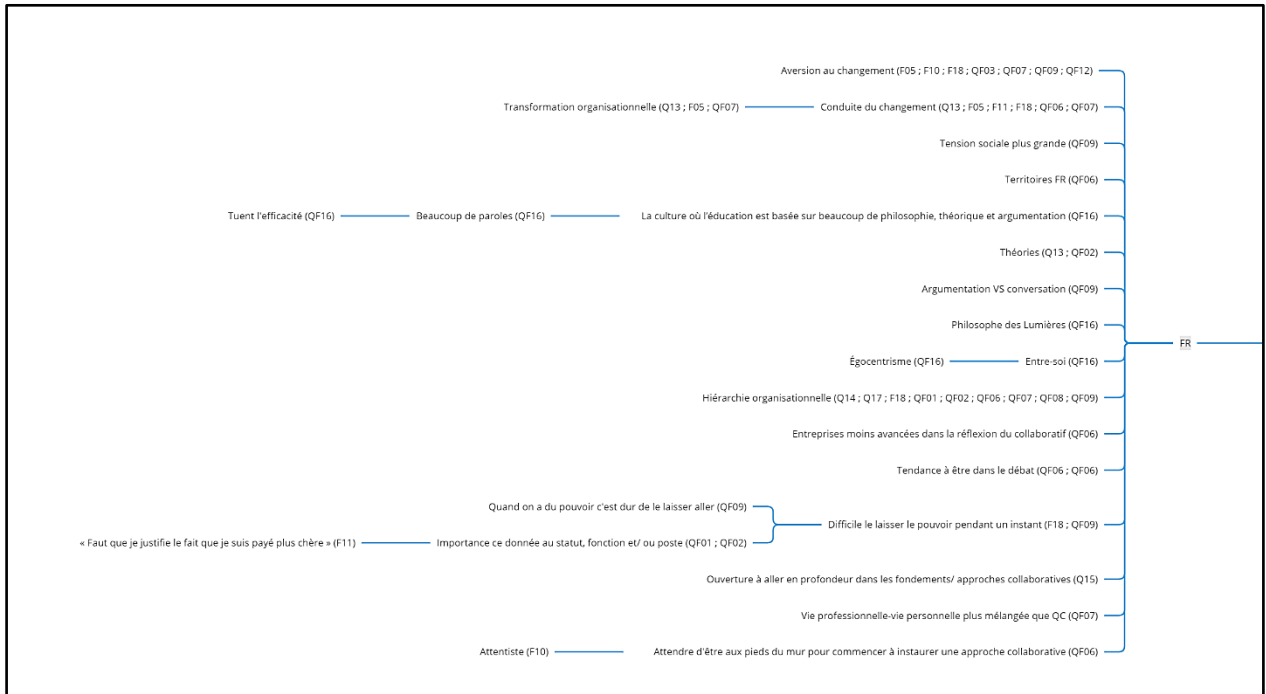 Aversion au changement (F05 ; F10 ; F18 ; QF03 ; QF07 ; QF09 ; QF12)
Transformation organisationnelle (Q13 ; F05 ; QF07)
Conduite du changement (Q13 ; F05 ; F11 ; F18 ; QF06 ; QF07)
Tension sociale plus grande (QF09)
Territoires FR (QF06)
Tuent l'efficacité (QF16)
Beaucoup de paroles (QF16)
La culture où l'éducation est basée sur beaucoup de philosophie, théorique et argumentation (QF16)
Théories (Q13 ; QF02)
Argumentation VS conversation (QF09)
Philosophe des Lumières (QF16)
FR
Égocentrisme (QF16)
Entre-soi (QF16)
Hiérarchie organisationnelle (Q14 ; Q17 ; F18 ; QF01 ; QF02 ; QF06 ; QF07 ; QF08 ; QF09)
Entreprises moins avancées dans la réflexion du collaboratif (QF06)
Tendance à être dans le débat (QF06 ; QF06)
Quand on a du pouvoir c'est dur de le laisser aller (QF09)
Difficile le laisser le pouvoir pendant un instant (F18 ; QF09)
« Faut que je justifie le fait que je suis payé plus chère » (F11)
Importance ce donnée au statut, fonction et/ ou poste (QF01 ; QF02)
Ouverture à aller en profondeur dans les fondements/ approches collaboratives (Q15)
Vie professionnelle-vie personnelle plus mélangée que QC (QF07)
Attentiste (F10)
Attendre d'être aux pieds du mur pour commencer à instaurer une approche collaborative (QF06)